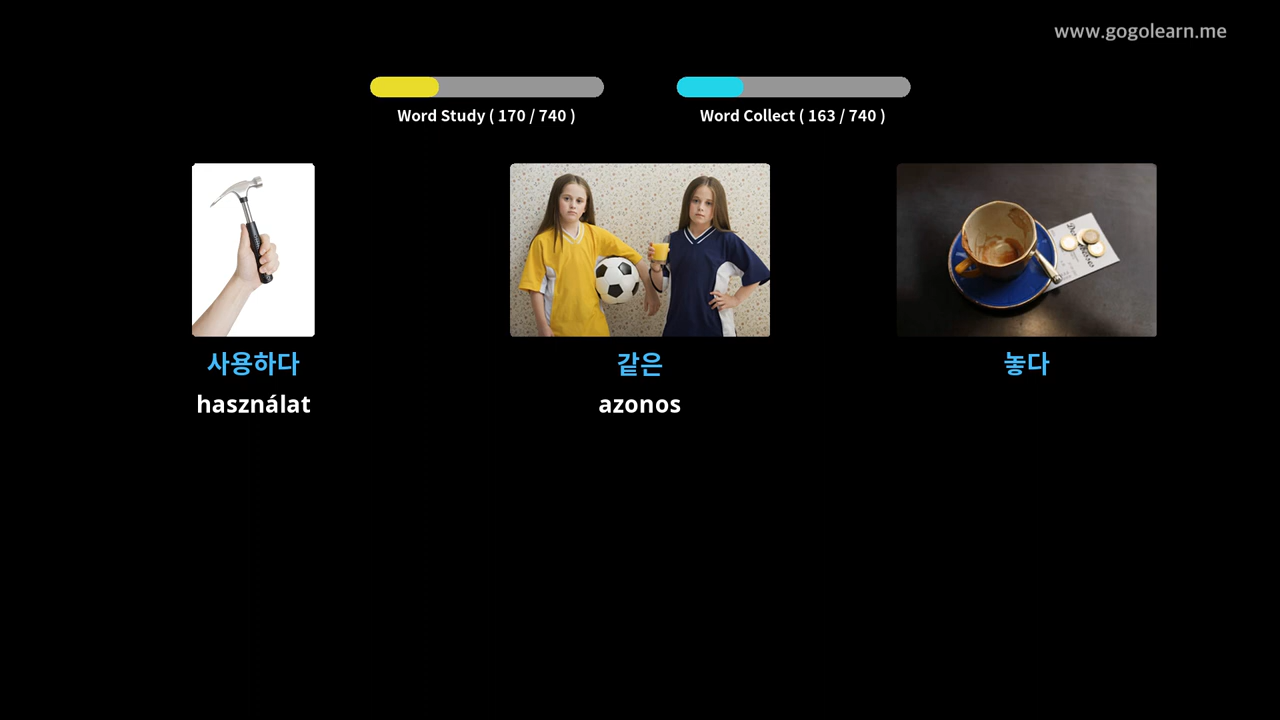 www.gogolearn.me
Word Study ( 170 / 740 )
Word Collect ( 163 / 740 )
사용하다
같은
놓다
használat
azonos